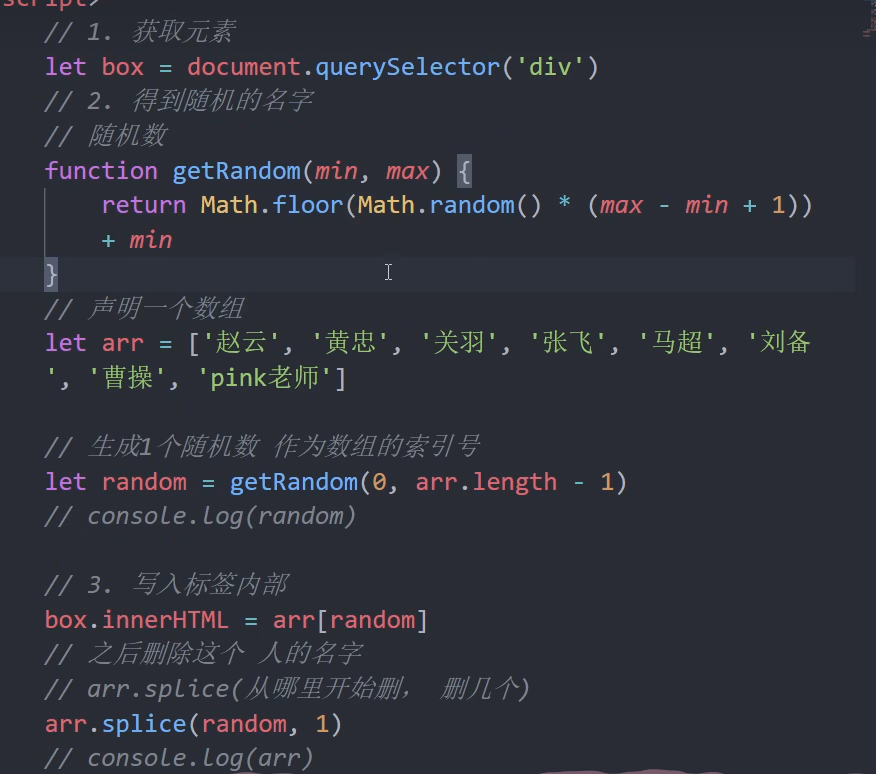 script>
// 1. 获取元素
let box = document.querySelector('div')
// 2. 得到随机的名字
// 随机数
function getRandom(min, max) {
return Math.floor(Math.random() * (max - min + 1))
+ min
}
// 声明一个数组
let arr = ['赵云', '黄忠', '关羽', '张飞', '马超', '刘备
', '曹操', 'pink老师']
// 生成1个随机数 作为数组的索引号
let random = getRandom(0, arr.length - 1)
// console.log(random)
// 3. 写入标签内部
box.innerHTML = arr[random]
// 之后删除这个 人的名字
// arr.splice(从哪里开始删， 删几个)
arr.splice(random, 1)
// console.log(arr)